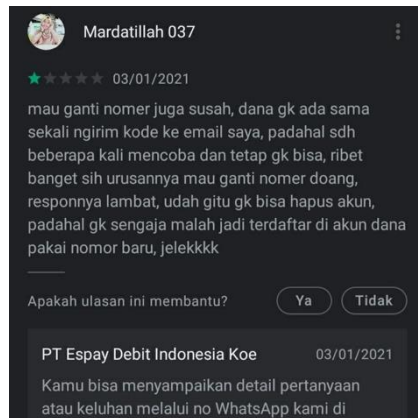 Mardatillah 037
03/01/2021
mau ganti nomer juga susah, dana gk ada sama
sekali ngirim kode ke email saya, padahal sdh
beberapa kali mencoba dan tetap gk bisa, ribet
banget sih urusannya mau ganti nomer doang,
responnya lambat, udah gitu gk bisa hapus akun,
padahal gk sengaja malah jadi terdaftar di akun dana
pakai nomor baru, jelekkkk
Apakah ulasan ini membantu?
Ya
Tidak
PT Espay Debit Indonesia Koe
03/01/2021
Kamu bisa menyampaikan detail pertanyaan
atau keluhan melalui no WhatsApp kami di